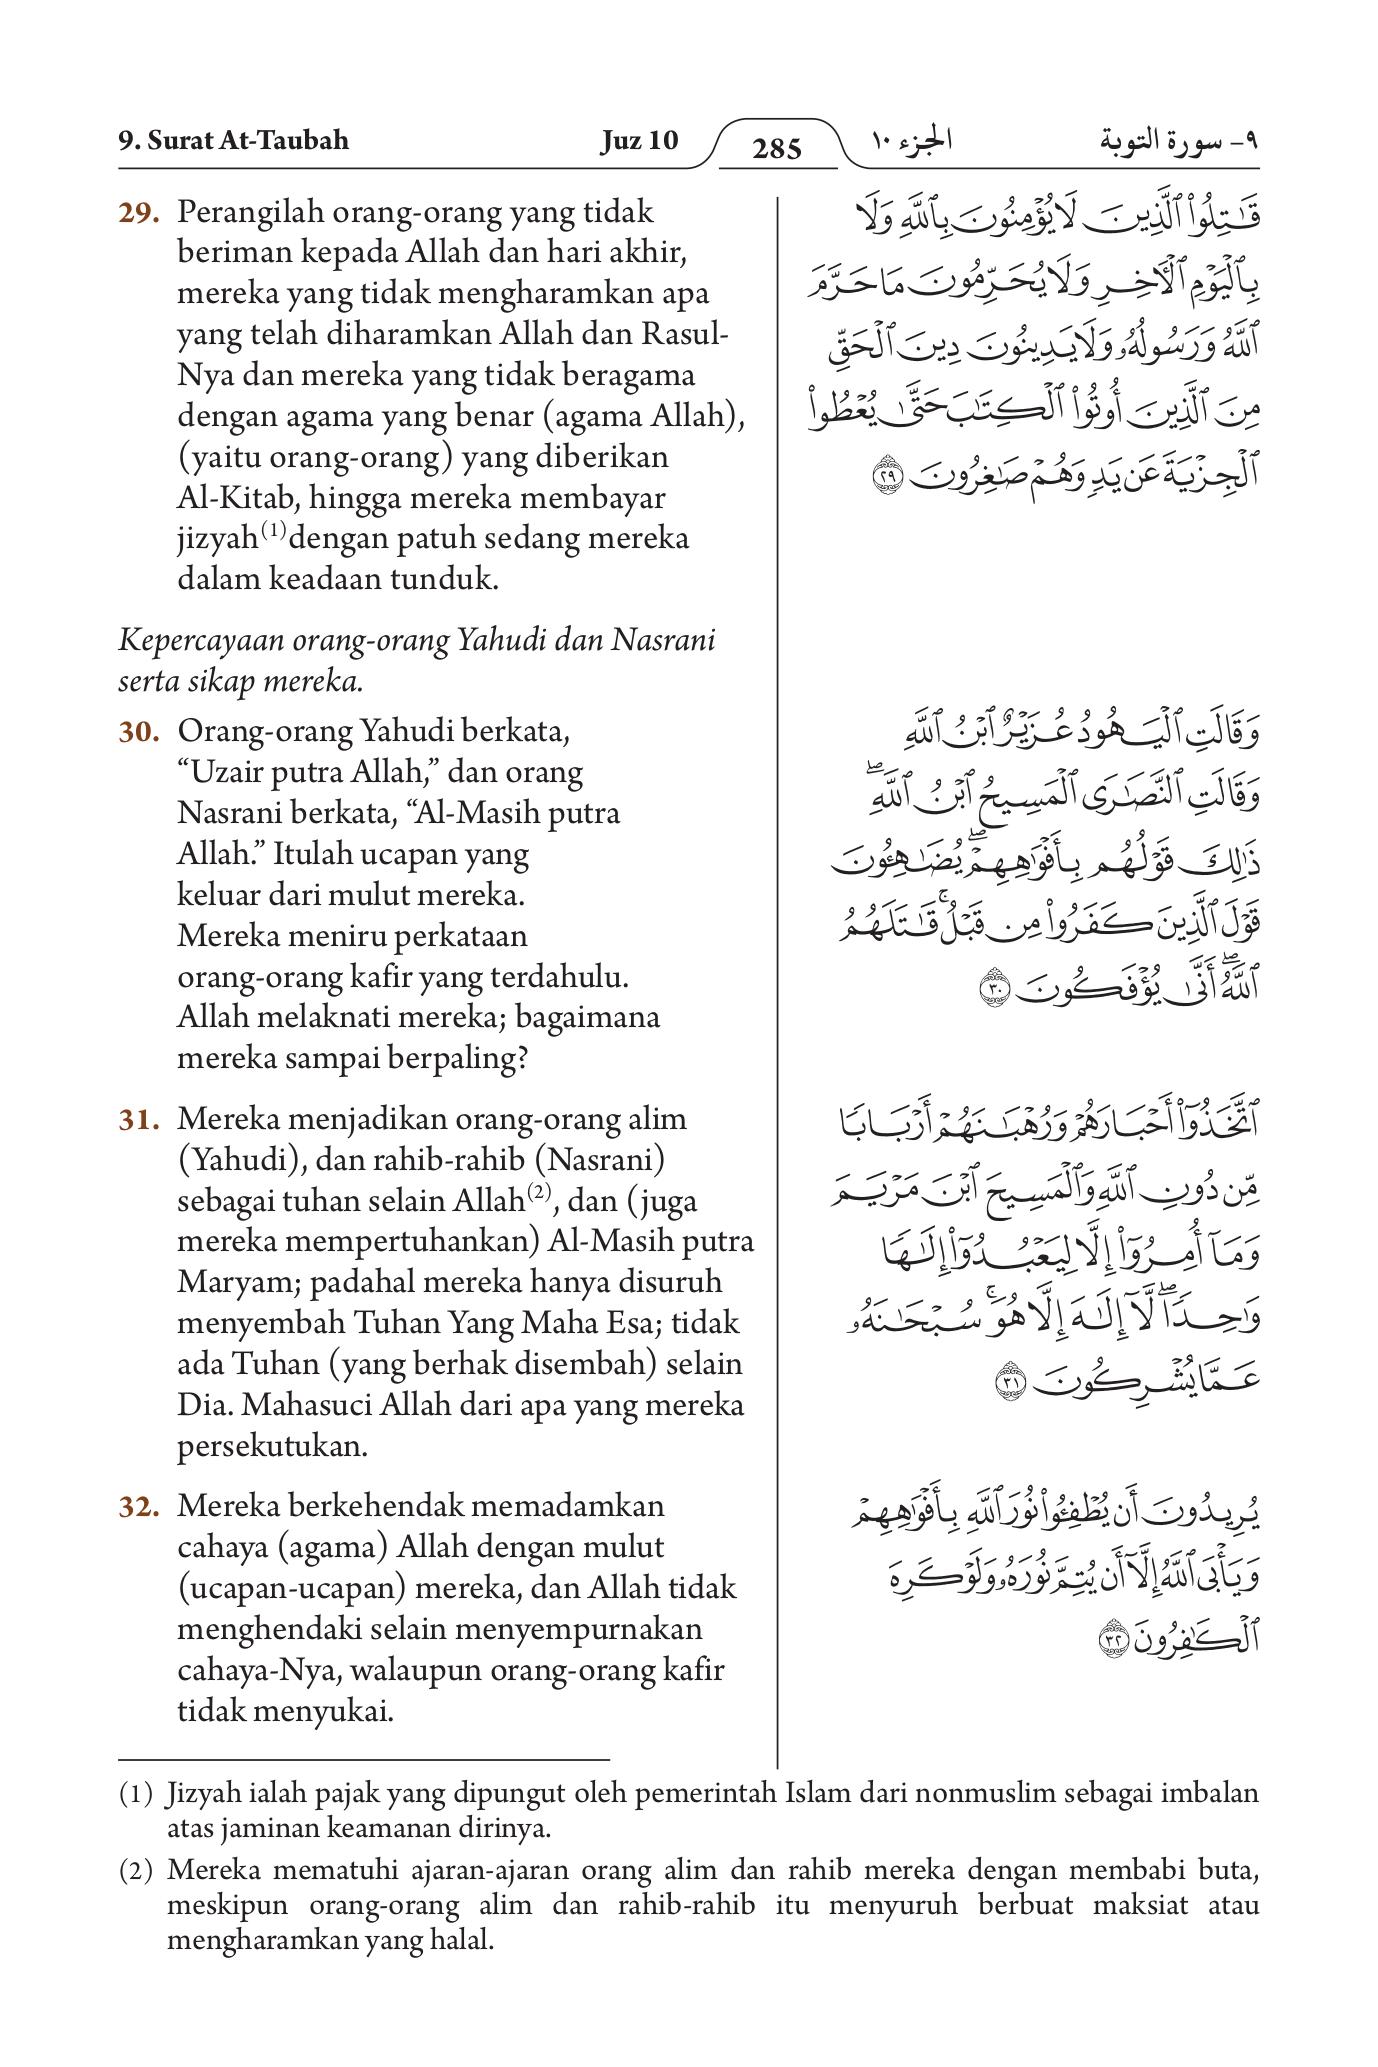 9. Surat At-Taubah Juz 10 285 الجزء ١٠ ٩- سورة التوبة
29. Perangilah orang-orang yang tidak
beriman kepada Allah dan hari akhir,
mereka yang tidak mengharamkan apa
yang telah diharamkan Allah dan Rasul-
Nya dan mereka yang tidak beragama
dengan agama yang benar (agama Allah),
(yaitu orang-orang) yang diberikan
Al-Kitab, hingga mereka membayar
jizyah(1)dengan patuh sedang mereka
dalam keadaan tunduk.
Kepercayaan orang-orang Yahudi dan Nasrani
serta sikap mereka.
30. Orang-orang Yahudi berkata,
“Uzair putra Allah,” dan orang
Nasrani berkata, “Al-Masih putra
Allah.” Itulah ucapan yang
keluar dari mulut mereka.
Mereka meniru perkataan
orang-orang kafir yang terdahulu.
Allah melaknati mereka; bagaimana
mereka sampai berpaling?
31. Mereka menjadikan orang-orang alim
(Yahudi), dan rahib-rahib (Nasrani)
sebagai tuhan selain Allah(2), dan (juga
mereka mempertuhankan) Al-Masih putra
Maryam; padahal mereka hanya disuruh
menyembah Tuhan Yang Maha Esa; tidak
ada Tuhan (yang berhak disembah) selain
Dia. Mahasuci Allah dari apa yang mereka
persekutukan.
32. Mereka berkehendak memadamkan
cahaya (agama) Allah dengan mulut
(ucapan-ucapan) mereka, dan Allah tidak
menghendaki selain menyempurnakan
cahaya-Nya, walaupun orang-orang kafir
tidak menyukai.
قَٰتِلُواْ ٱلَّذِينَ لَا يُؤۡمِنُونَ بِٱللَّهِ وَلَا
بِٱلۡيَوۡمِ ٱلۡأٓخِرِ وَلَا يُحَرِّمُونَ مَا حَرَّمَ
ٱللَّهُ وَرَسُولُهُۥ وَلَا يَدِينُونَ دِينَ ٱلۡحَقِّ
مِنَ ٱلَّذِينَ أُوتُواْ ٱلۡكِتَٰبَ حَتَّىٰ يُعۡطُواْ
ٱلۡجِزۡيَةَ عَن يَدٖ وَهُمۡ صَٰغِرُونَ ٢٩
وَقَالَتِ ٱلۡيَهُودُ عُزَيۡرٌ ٱبۡنُ ٱللَّهِ
وَقَالَتِ ٱلنَّصَٰرَى ٱلۡمَسِيحُ ٱبۡنُ ٱللَّهِۖ
ذَٰلِكَ قَوۡلُهُم بِأَفۡوَٰهِهِمۡۖ يُضَٰهِـُٔونَ
قَوۡلَ ٱلَّذِينَ كَفَرُواْ مِن قَبۡلُۚ قَٰتَلَهُمُ
ٱللَّهُۖ أَنَّىٰ يُؤۡفَكُونَ ٣٠
ٱتَّخَذُوٓاْ أَحۡبَارَهُمۡ وَرُهۡبَٰنَهُمۡ أَرۡبَابٗا
مِّن دُونِ ٱللَّهِ وَٱلۡمَسِيحَ ٱبۡنَ مَرۡيَمَ
وَمَآ أُمِرُوٓاْ إِلَّا لِيَعۡبُدُوٓاْ إِلَٰهٗا
وَٰحِدٗاۖ لَّآ إِلَٰهَ إِلَّا هُوَۚ سُبۡحَٰنَهُۥ
عَمَّا يُشۡرِكُونَ ٣١
يُرِيدُونَ أَن يُطۡفِـُٔواْ نُورَ ٱللَّهِ بِأَفۡوَٰهِهِمۡ
وَيَأۡبَى ٱللَّهُ إِلَّآ أَن يُتِمَّ نُورَهُۥ وَلَوۡ كَرِهَ
ٱلۡكَٰفِرُونَ ٣٢
(1) Jizyah ialah pajak yang dipungut oleh pemerintah Islam dari nonmuslim sebagai imbalan
atas jaminan keamanan dirinya.
(2) Mereka mematuhi ajaran-ajaran orang alim dan rahib mereka dengan membabi buta,
meskipun orang-orang alim dan rahib-rahib itu menyuruh berbuat maksiat atau
mengharamkan yang halal.